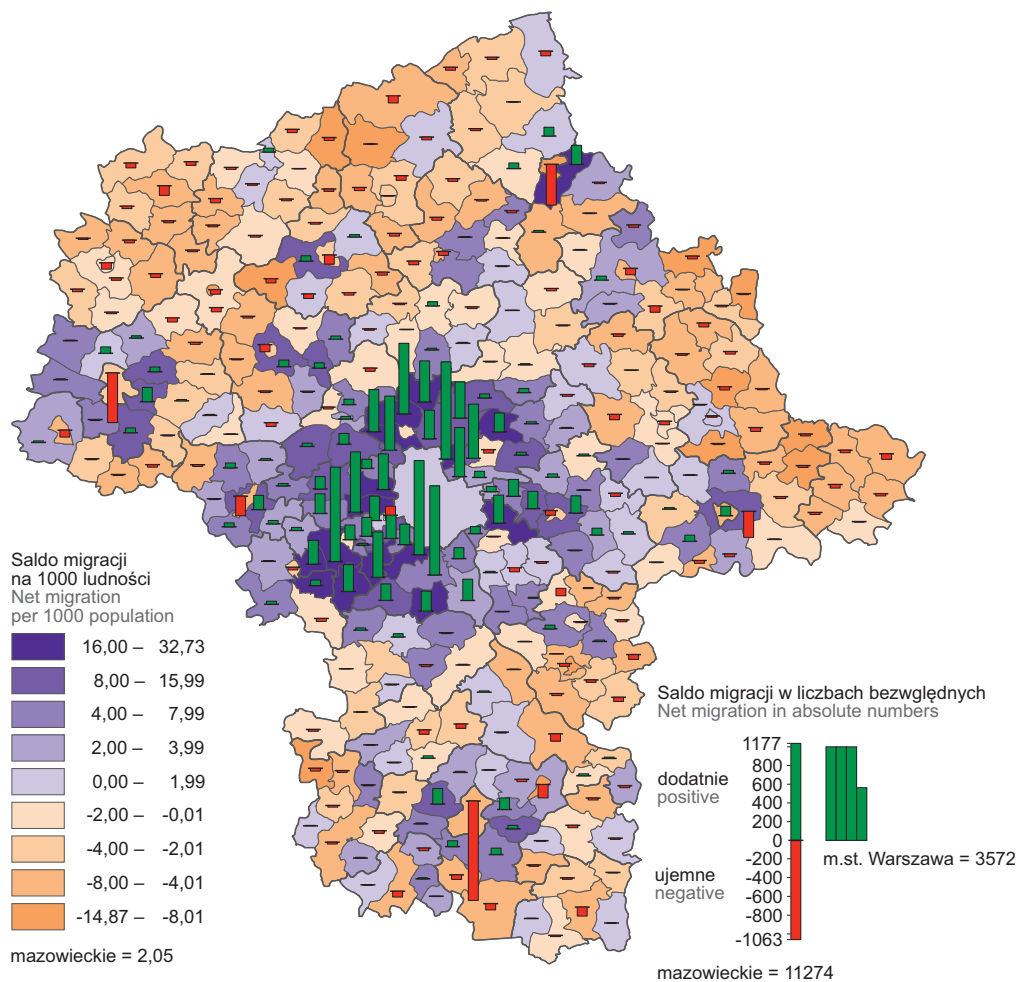 Saldo migracji
na 1000 ludności
Net migration
per 1000 population
16,00 – 32,73
8,00 – 15,99
4,00 – 7,99
2,00 – 3,99
0,00 – 1,99
-2,00 – -0,01
-4,00 – -2,01
-8,00 – -4,01
-14,87 – -8,01
mazowieckie = 2,05
Saldo migracji w liczbach bezwględnych
Net migration in absolute numbers
dodatnie
positive
ujemne
negative
1177
800
600
400
200
0
-200
-400
-600
-800
-1063
m.st. Warszawa = 3572
mazowieckie = 11274